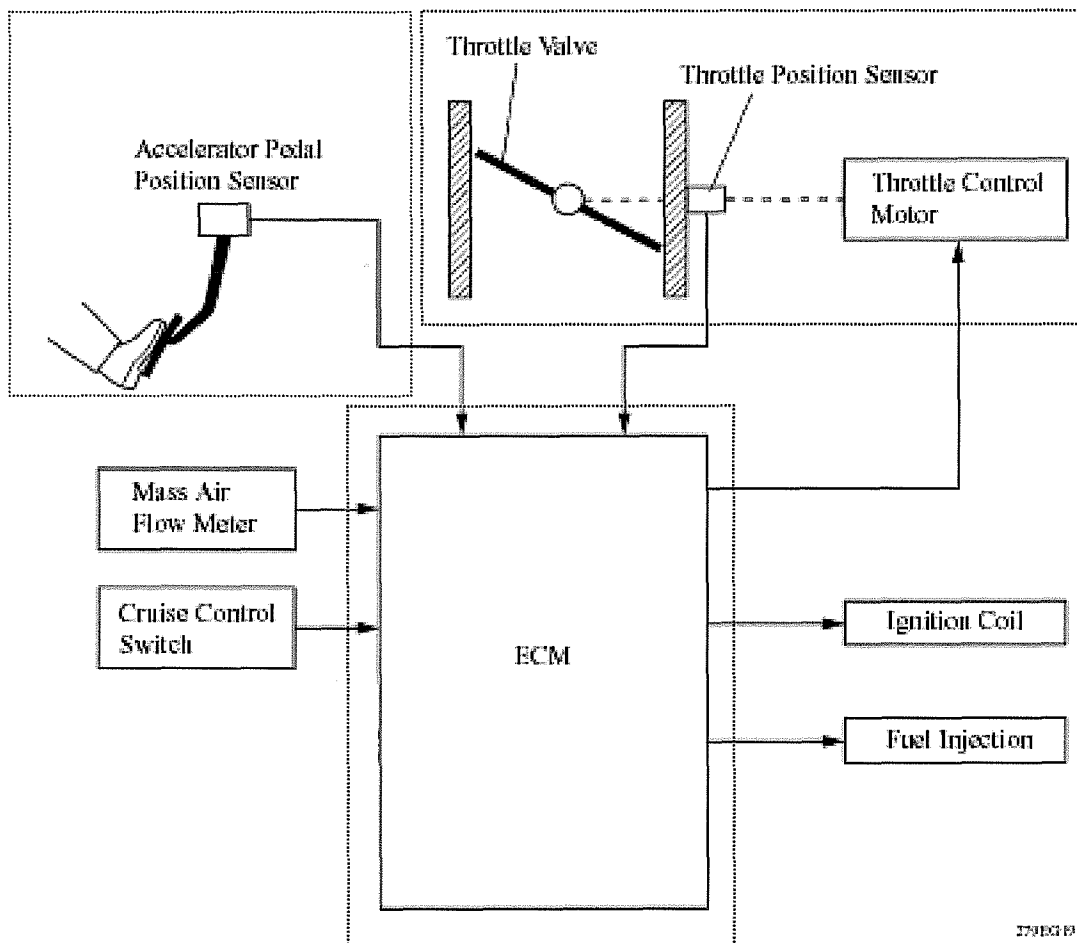 Throttle Valve
Throttle Position Sensor
Accelerator Pedal
Position Sensor
Throttle Control
Motor
Mass Air
Flow Meter
Cruise Control
Switch
ECM
Ignition Coil
Fuel Injection